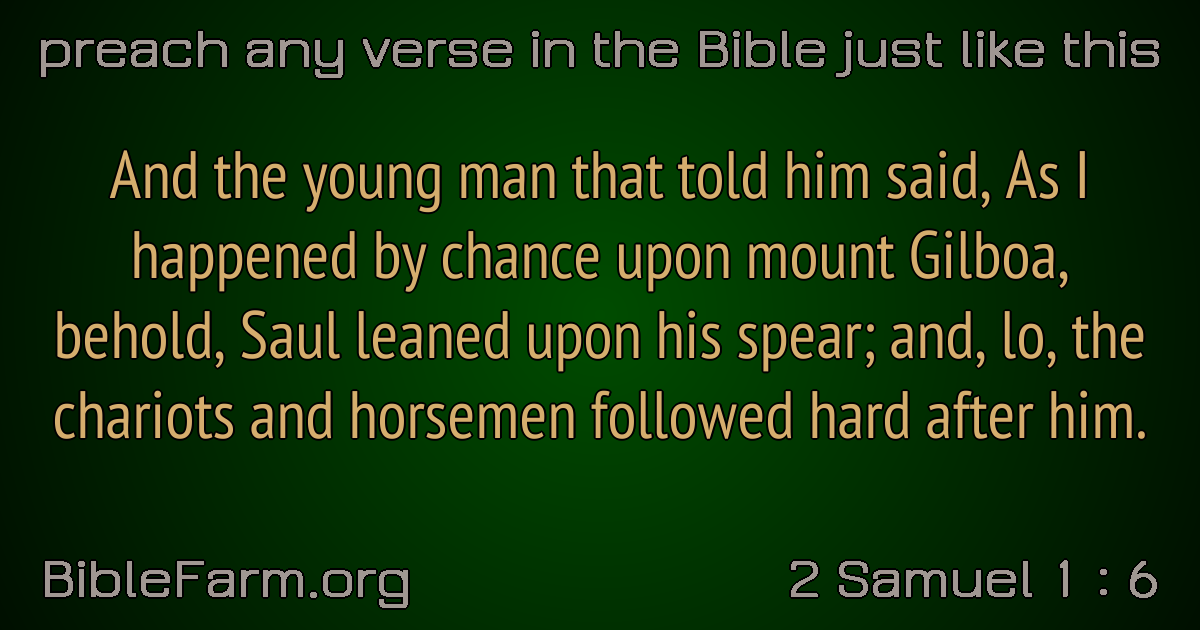 preach any verse in the Bible just like this
And the young man that told him said, As I
happened by chance upon mount Gilboa,
behold, Saul leaned upon his spear; and, lo, the
chariots and horsemen followed hard after him.
BibleFarm.org
2 Samuel 1 : 6